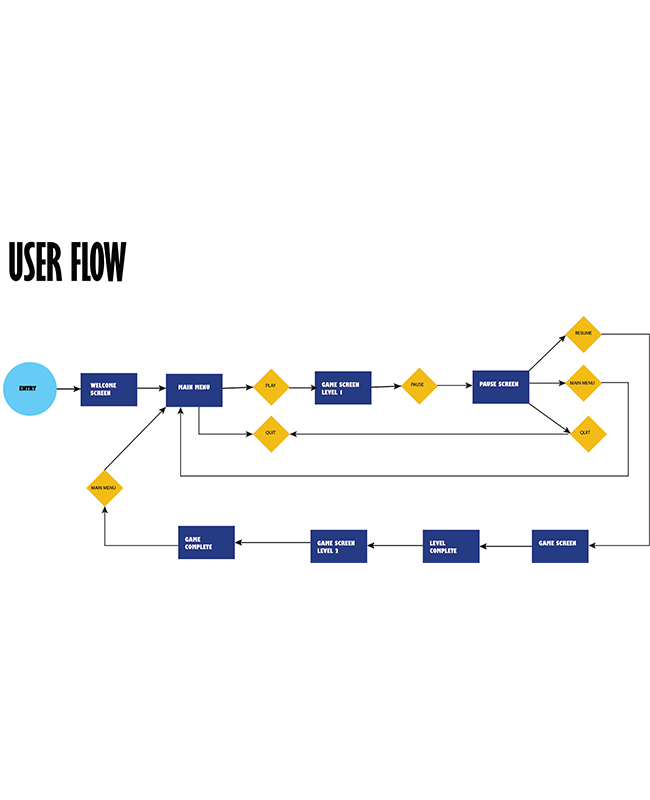 USER FLOW
ENTRY
WELCOME
SCREEN
MAIN MENU
PLAY
GAME SCREEN
LEVEL 1
PAUSE
PAUSE SCREEN
RESUME
MAIN MENU
QUIT
QUIT
MAIN MENU
GAME
COMPLETE
GAME SCREEN
LEVEL 2
LEVEL
COMPLETE
GAME SCREEN